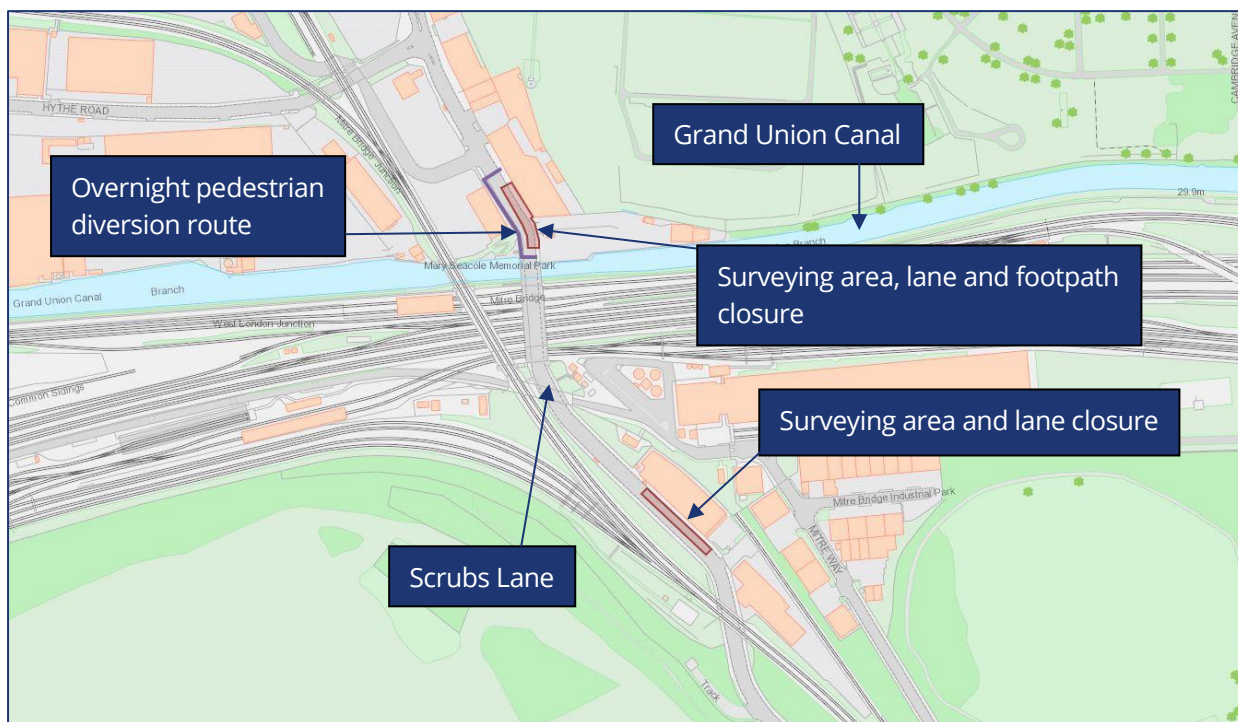 CAMBRIDGE AVEN
HYTHE ROAD
Mitre Bridge Junction
Grand Union Canal
Overnight pedestrian
diversion route
29.9m
Branch
Mary Seacole Memorial Park
Surveying area, lane and footpath
closure
Grand Union Canal
Branch
Mitre Bridge
West London Junction
Common Sidings
Surveying area and lane closure
Mitre Bridge Industrial Park
MITRE WAY
Scrubs Lane
Track